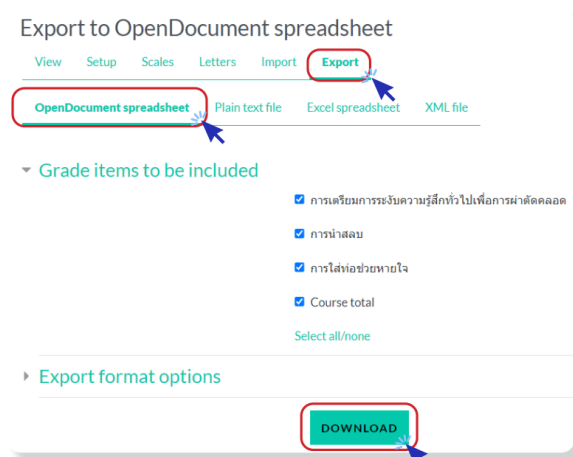 Export to OpenDocument spreadsheet
View Setup Scales Letters Import Export
OpenDocument spreadsheet Plain text file Excel spreadsheet XML file
Grade items to be included
การเตรียมการระงับความรู้สึกทั่วไปเพื่อการผ่าตัดคลอด
การนำสลบ
การใส่ท่อช่วยหายใจ
Course total
Select all/none
Export format options
DOWNLOAD